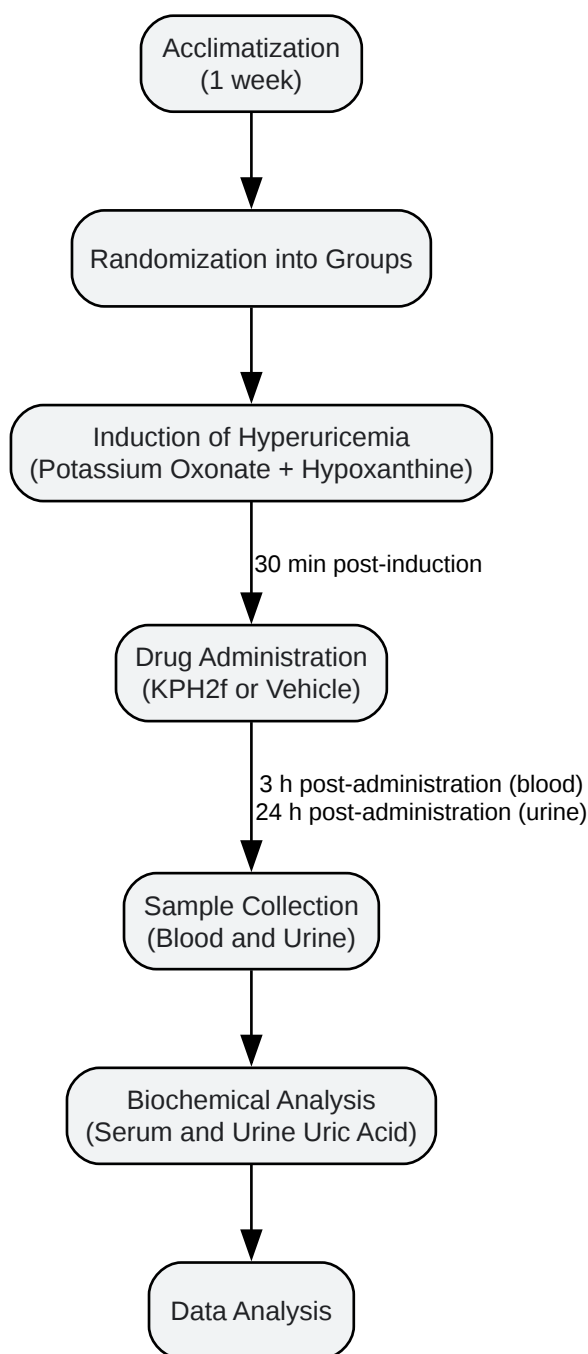 Acclimatization
(1 week)
Randomization into Groups
Induction of Hyperuricemia
(Potassium Oxonate + Hypoxanthine)
30 min post-induction
Drug Administration
(KPH2f or Vehicle)
3 h post-administration (blood)
24 h post-administration (urine)
Sample Collection
(Blood and Urine)
Biochemical Analysis
(Serum and Urine Uric Acid)
Data Analysis